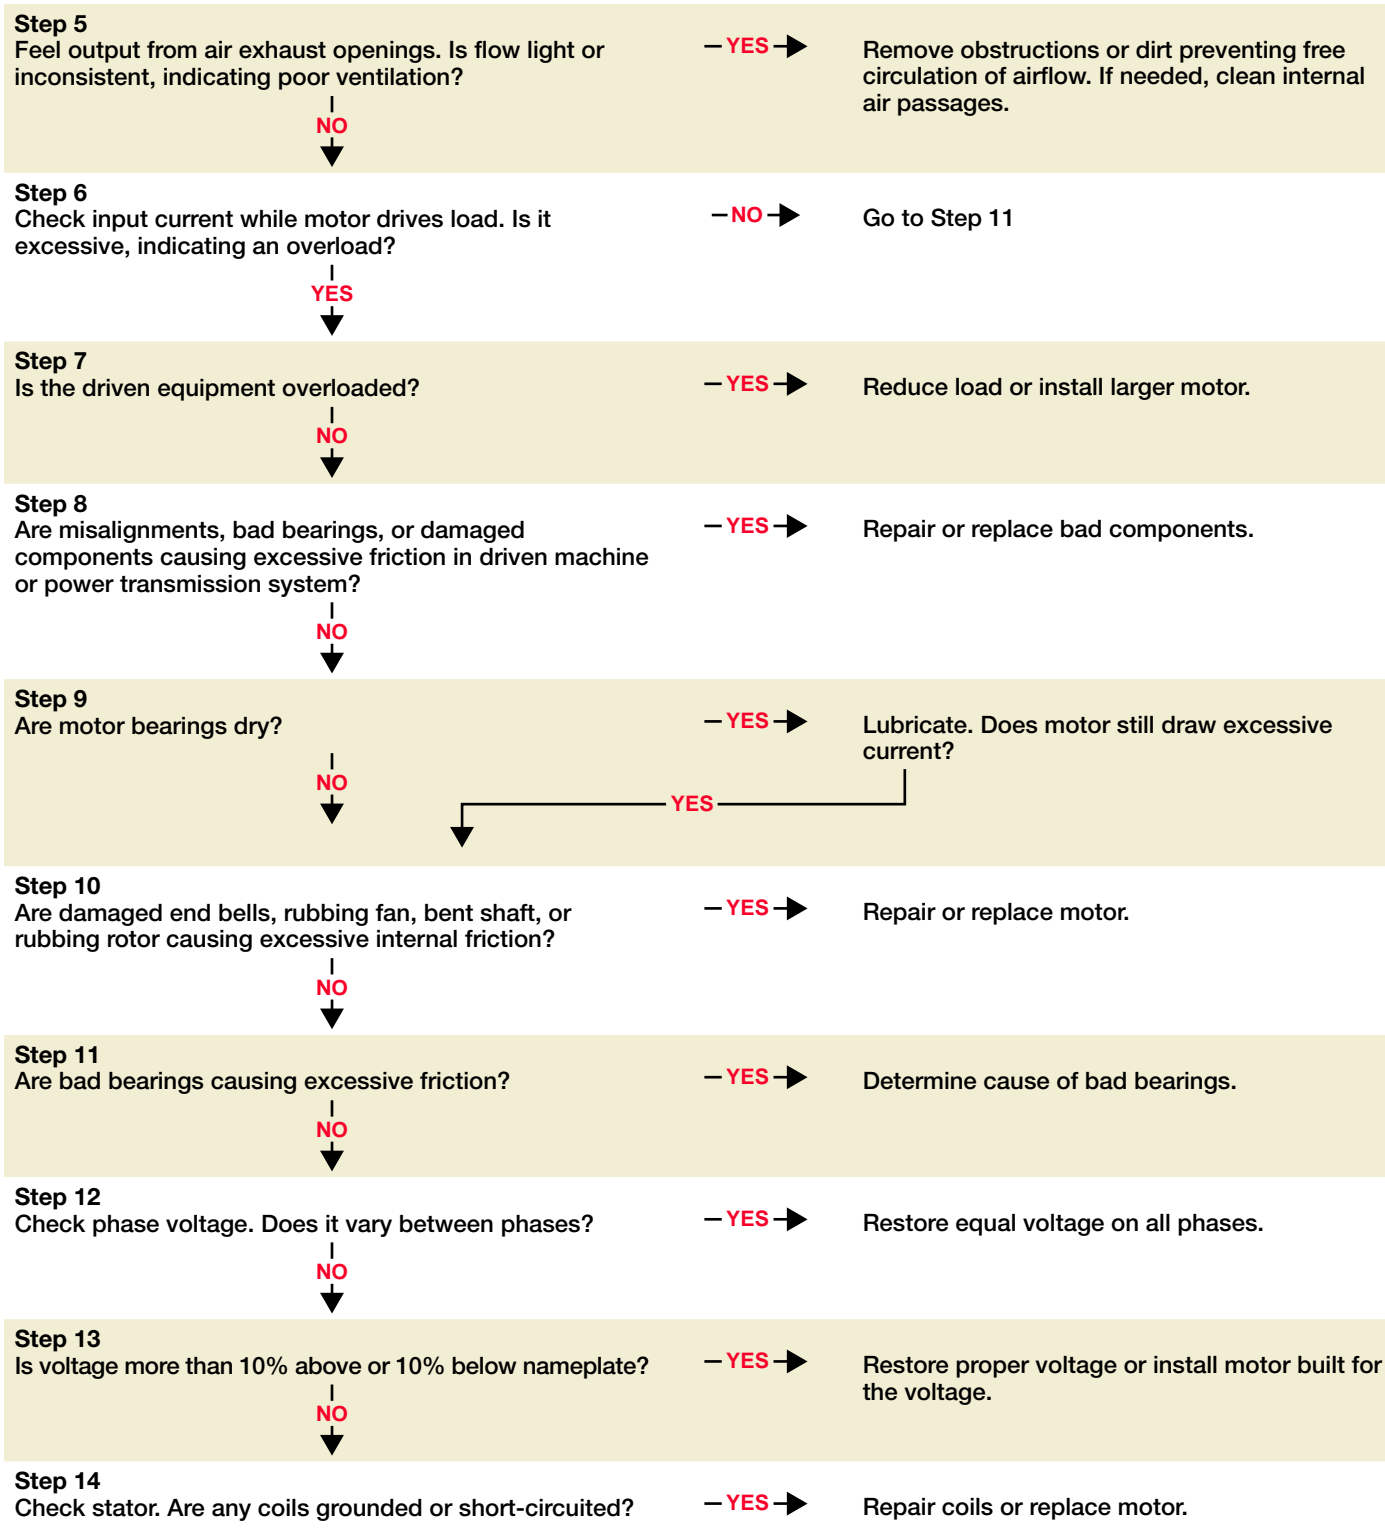 Step 5
Feel output from air exhaust openings. Is flow light or
inconsistent, indicating poor ventilation?
YES
Remove obstructions or dirt preventing free
circulation of airflow. If needed, clean internal
air passages.
NO
Step 6
Check input current while motor drives load. Is it
excessive, indicating an overload?
NO
Go to Step 11
YES
Step 7
Is the driven equipment overloaded?
YES
Reduce load or install larger motor.
NO
Step 8
Are misalignments, bad bearings, or damaged
components causing excessive friction in driven machine
or power transmission system?
YES
Repair or replace bad components.
NO
Step 9
Are motor bearings dry?
YES
Lubricate. Does motor still draw excessive
current?
NO
YES
Step 10
Are damaged end bells, rubbing fan, bent shaft, or
rubbing rotor causing excessive internal friction?
YES
Repair or replace motor.
NO
Step 11
Are bad bearings causing excessive friction?
YES
Determine cause of bad bearings.
NO
Step 12
Check phase voltage. Does it vary between phases?
YES
Restore equal voltage on all phases.
NO
Step 13
Is voltage more than 10% above or 10% below nameplate?
YES
Restore proper voltage or install motor built for
the voltage.
NO
Step 14
Check stator. Are any coils grounded or short-circuited?
YES
Repair coils or replace motor.